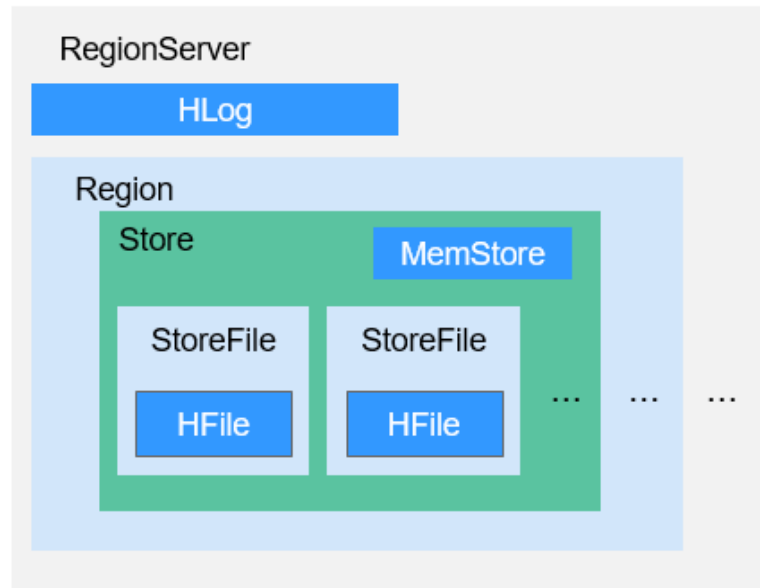 RegionServer
HLog
Region
Store
MemStore
StoreFile
StoreFile
HFile
HFile
... ... ...